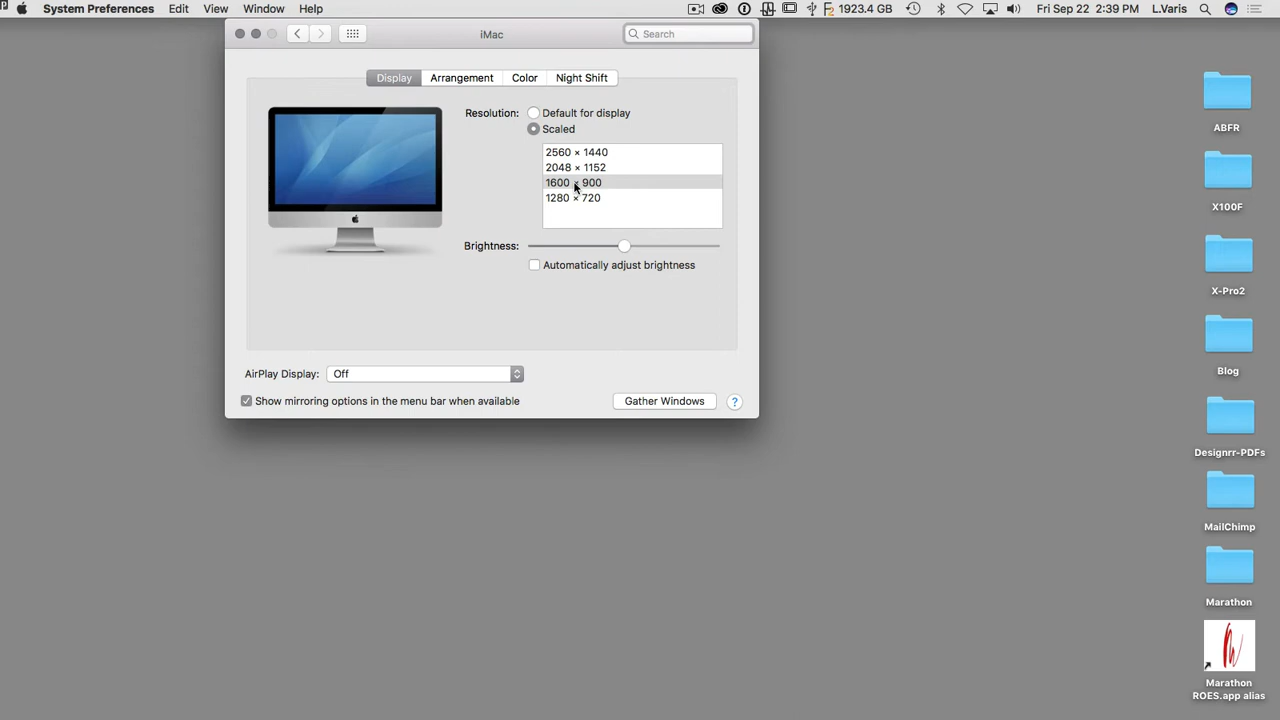 System Preferences Edit View Window Help 1923.4 GB Fri Sep 22 2:39 PM L.Varis
iMac
Search
Display Arrangement Color Night Shift
Resolution: Default for display
Scaled
2560 × 1440
2048 × 1152
1600 × 900
1280 × 720
Brightness:
Automatically adjust brightness
AirPlay Display: Off
Show mirroring options in the menu bar when available
Gather Windows ?
ABFR
X100F
X-Pro2
Blog
Designrr-PDFs
MailChimp
Marathon
Marathon
ROES.app alias